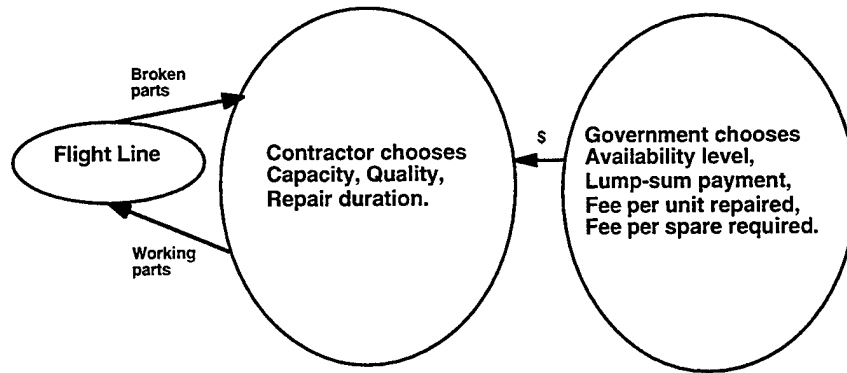 Broken
parts
Flight Line
Working
parts
Contractor chooses
Capacity, Quality,
Repair duration.
$
Government chooses
Availability level,
Lump-sum payment,
Fee per unit repaired,
Fee per spare required.